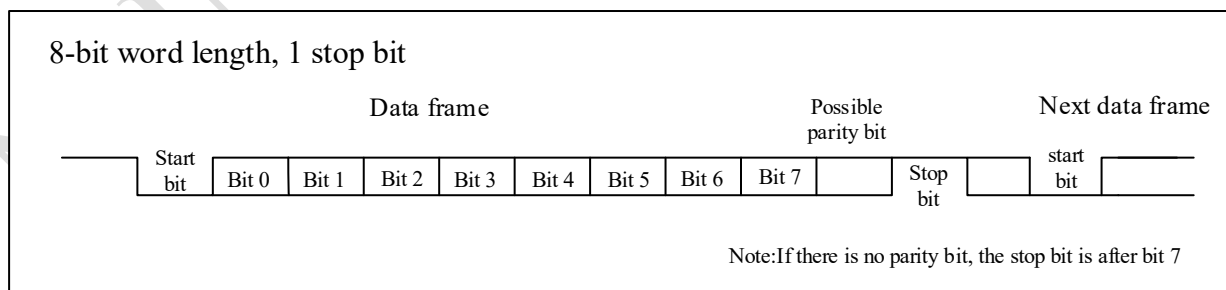 8-bit word length, 1 stop bit
Data frame
Possible
parity bit
Next data frame
Start
bit
Bit 0
Bit 1
Bit 2
Bit 3
Bit 4
Bit 5
Bit 6
Bit 7
Stop
bit
start
bit
Note:If there is no parity bit, the stop bit is after bit 7